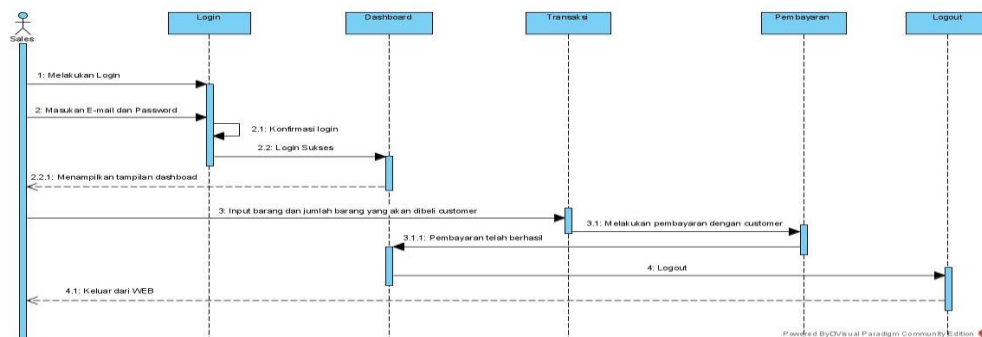 Login
Dashboard
Transaksi
Pembayaran
Logout
Sales
1: Melakukan Login
2: Masukan E-mail dan Password
2.1: Konfirmasi login
2.2: Login Sukses
2.2.1: Menampilkan tampilan dashboad
3: Input barang dan jumlah barang yang akan dibeli customer
3.1: Melakukan pembayaran dengan customer
3.1.1: Pembayaran telah berhasil
4: Logout
4.1: Keluar dari WEB
Powered By Visual Paradigm Community Edition